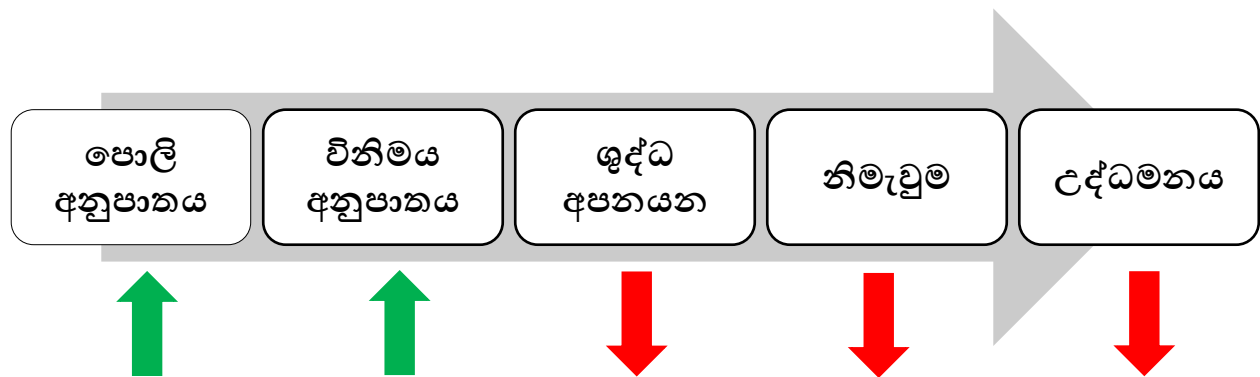 පොලි
අනුපාතය
විනිමය
අනුපාතය
ශුද්ධ
අපනයන
නිමැවුම
උද්ධමනය